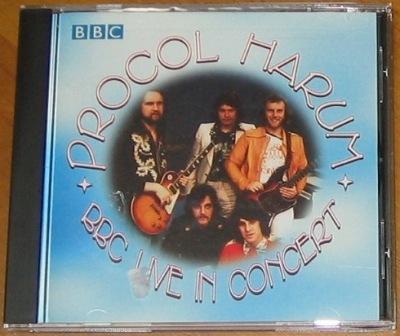 BBC
PROCOL HARUM
BBC LIVE IN CONCERT